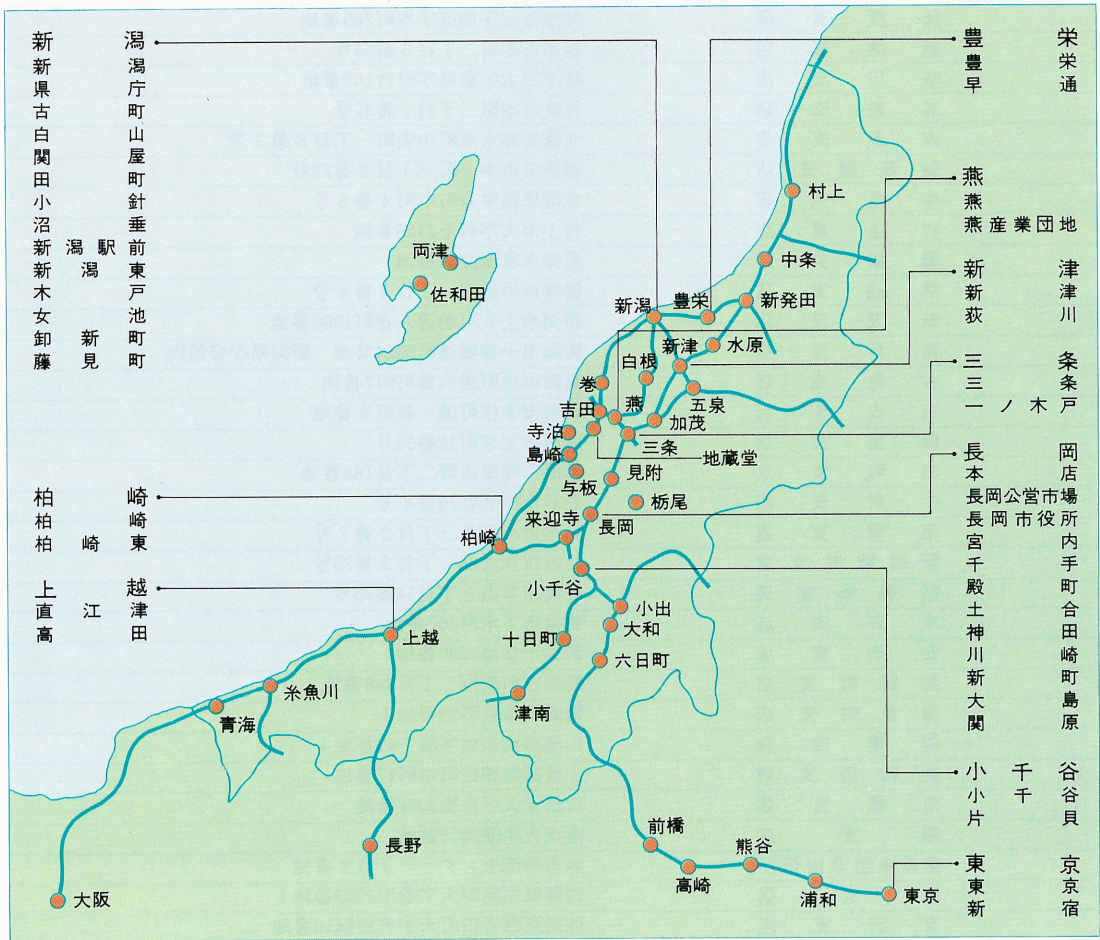 新潟
新潟
県庁
古町
白山
関屋
田町
小針
沼垂
新潟駅前
新潟東
木戸
女池
卸新町
藤見町
柏崎
柏崎
柏崎東
上越
直江津
高田
豊栄
豊栄
早通
燕
燕
燕産業団地
新津
新津
荻川
三条
三条
一ノ木戸
長岡
本店
長岡公営市場
長岡市役所
宮内
千手
殿町
土合
神田
川崎
新町
大島
関原
小千谷
小千谷
片貝
東京
東京
新宿
村上
両津
中条
佐和田
新潟
豊栄
新発田
水原
新津
白根
巻
五泉
吉田
燕
加茂
寺泊
三条
島崎
地蔵堂
見附
与板
栃尾
来迎寺
長岡
柏崎
小千谷
小出
上越
十日町
大和
六日町
糸魚川
津南
青海
前橋
長野
熊谷
高崎
浦和
東京
大阪